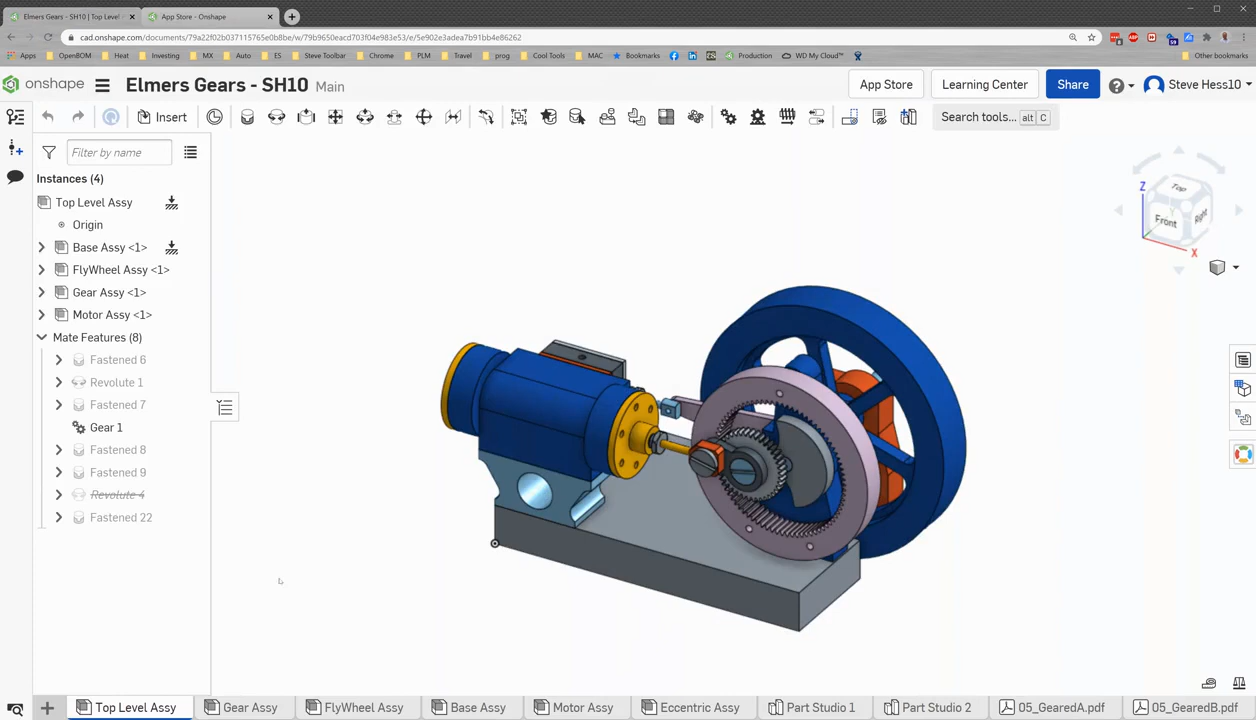 Elmers Gears - SH10 | Top Level A
App Store - Onshape
cad.onshape.com/documents/79a22f02b037115765e0b8be/w/79b9650eacd703f04e983e53/e/5e902e3adea7b91bb4e86262
Apps OpenBOM Heat Investing MX Auto ES Steve Toolbar Chrome PLM Travel prog Cool Tools MAC Bookmarks Production WD My Cloud™ Other bookmarks
onshape Elmers Gears - SH10 Main App Store Learning Center Share Steve Hess10
Insert Search tools... alt C
Filter by name
Instances (4)
Top Level Assy
Origin
Base Assy <1>
FlyWheel Assy <1>
Gear Assy <1>
Motor Assy <1>
Mate Features (8)
Fastened 6
Revolute 1
Fastened 7
Gear 1
Fastened 8
Fastened 9
Revolute 4
Fastened 22
Z
Top
Front
Right
X
Top Level Assy Gear Assy FlyWheel Assy Base Assy Motor Assy Eccentric Assy Part Studio 1 Part Studio 2 05_GearedA.pdf 05_GearedB.pdf